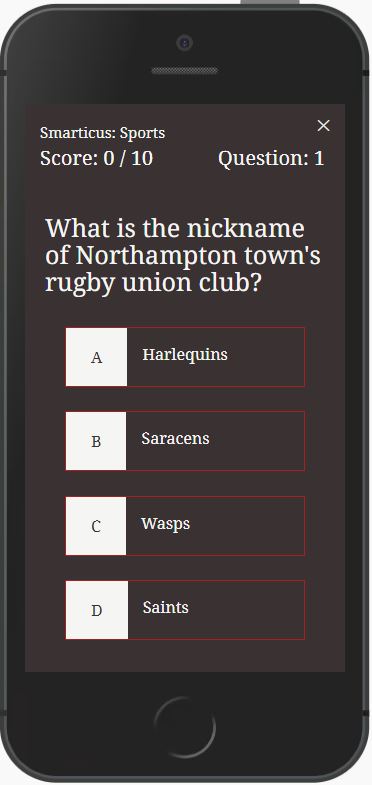 ×
Smarticus: Sports
Score: 0 / 10 Question: 1
What is the nickname
of Northampton town's
rugby union club?
A Harlequins
B Saracens
C Wasps
D Saints